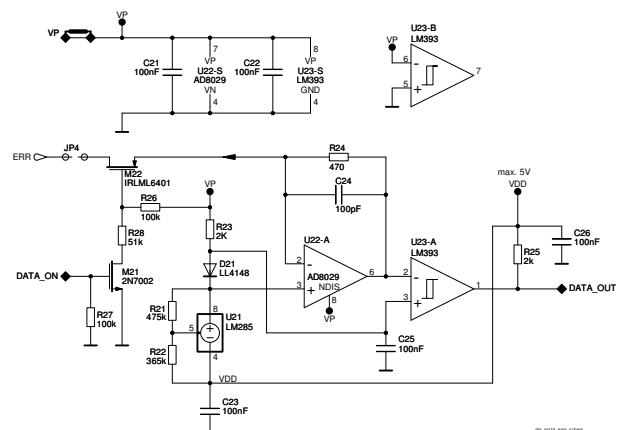 VP
VP
C21
100nF
7
VP
U22-S
AD8029
VN
4
C22
100nF
8
VP
U23-S
LM393
GND
4
U23-B
LM393
VP
6
5
7
ERR
JP4
M22
IRLML6401
R24
470
C24
100pF
R26
100k
VP
R28
51k
R23
2K
DATA_ON
M21
2N7002
R27
100k
D21
LL4148
U22-A
2
3
AD8029
NDIS
6
8
VP
U23-A
LM393
2
3
1
max. 5V
VDD
R25
2k
C26
100nF
DATA_OUT
R21
475k
5
8
U21
LM285
R22
365k
4
C25
100nF
VDD
C23
100nF